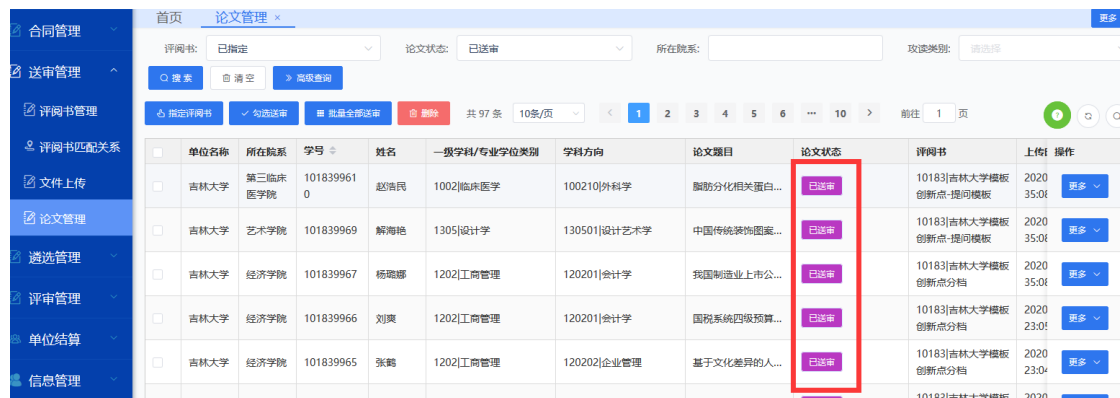 首页 论文管理 × 更多
合同管理
送审管理
评阅书管理
评阅书匹配关系
文件上传
论文管理
遴选管理
评审管理
单位结算
信息管理
评阅书: 已指定 论文状态: 已送审 所在院系: 攻读类别: 请选择
搜索 清空 高级查询
指定评阅书 勾选送审 批量全部送审 删除 共 97 条 10条/页 1 2 3 4 5 6 ··· 10 前往 1 页
单位名称 所在院系 学号 姓名 一级学科/专业学位类别 学科方向 论文题目 论文状态 评阅书 上传 操作
吉林大学 第三临床医学院 1018399610 赵浩民 1002|临床医学 100210|外科学 脂肪分化相关蛋白... 已送审 10183|吉林大学模板创新点-提问模板 2020 35:08 更多
吉林大学 艺术学院 101839969 解海艳 1305|设计学 130501|设计艺术学 中国传统装饰图案... 已送审 10183|吉林大学模板创新点-提问模板 2020 35:08 更多
吉林大学 经济学院 101839967 杨璐娜 1202|工商管理 120201|会计学 我国制造业上市公... 已送审 10183|吉林大学模板创新点分档 2020 35:08 更多
吉林大学 经济学院 101839966 刘爽 1202|工商管理 120201|会计学 国税系统四级预算... 已送审 10183|吉林大学模板创新点分档 2020 23:05 更多
吉林大学 经济学院 101839965 张鹤 1202|工商管理 120202|企业管理 基于文化差异的人... 已送审 10183|吉林大学模板创新点分档 2020 23:04 更多